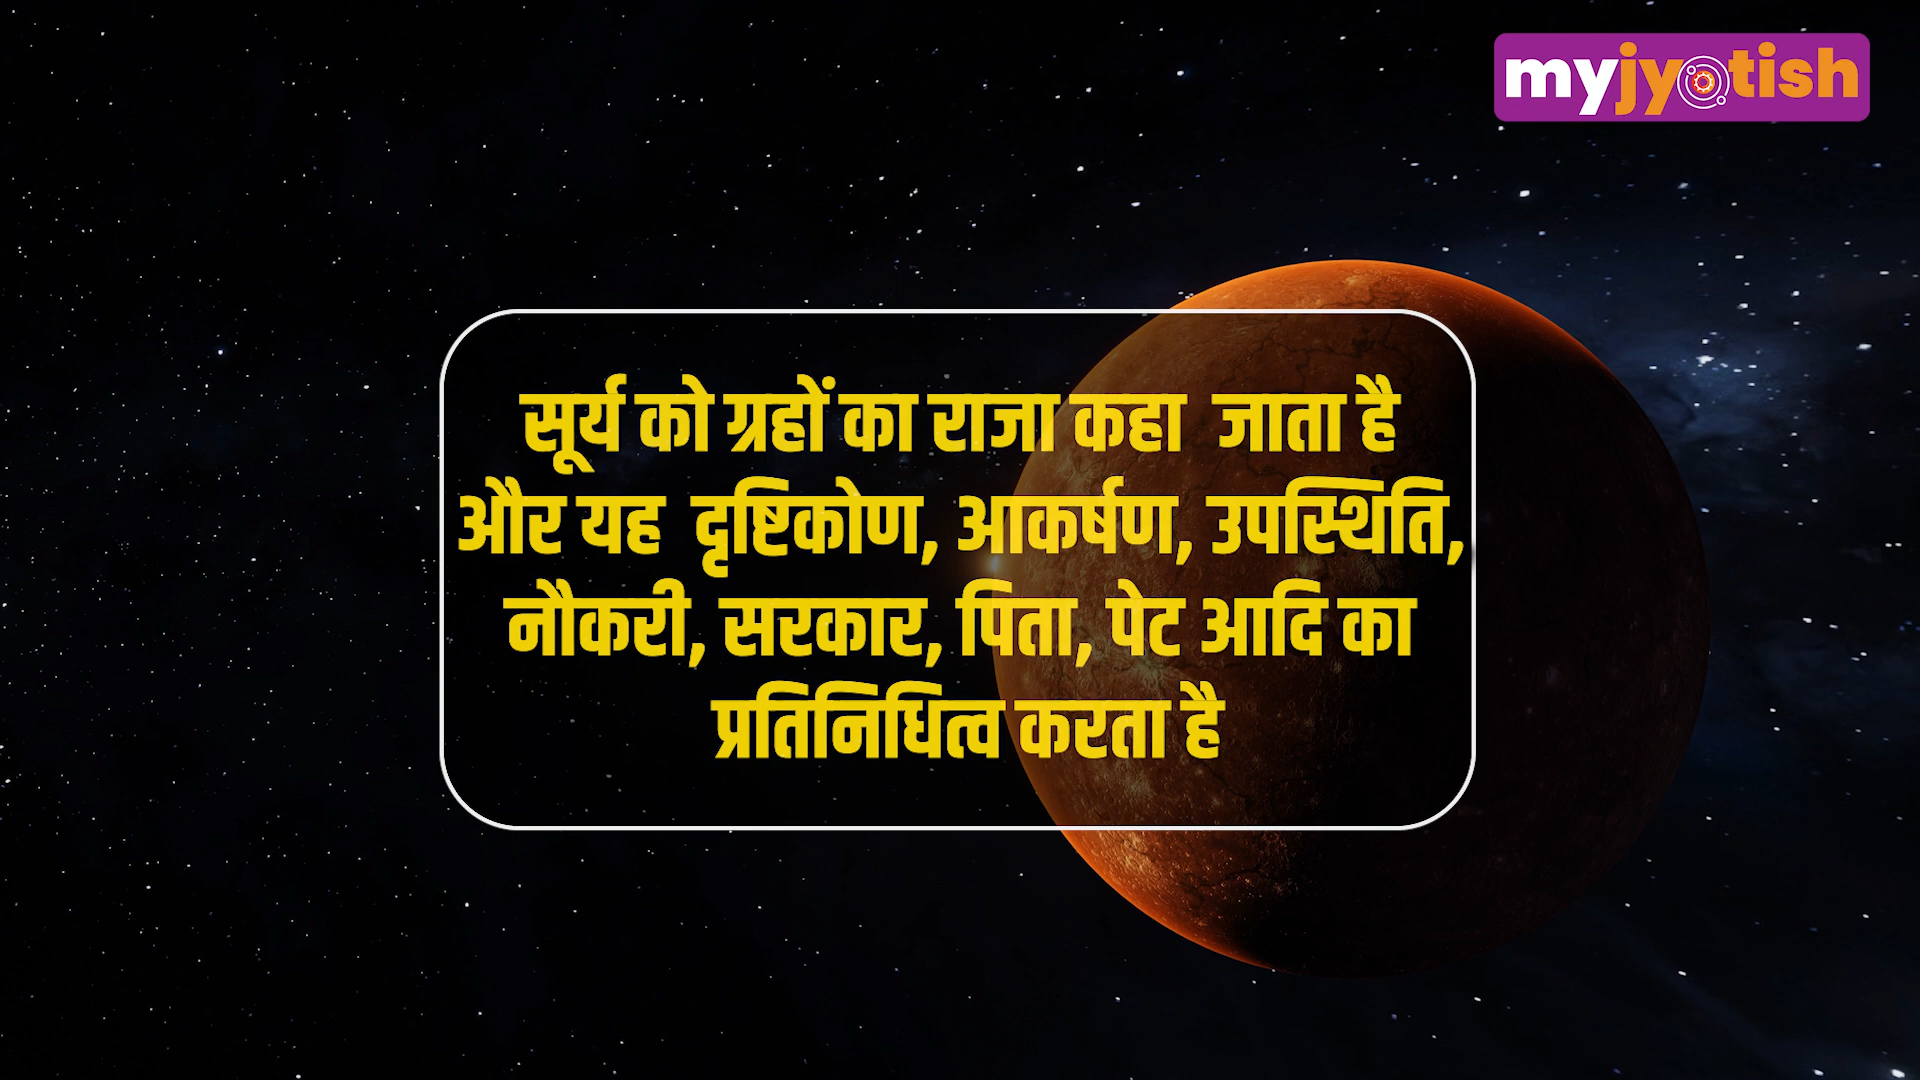 myjyotish
सूर्य को ग्रहों का राजा कहा जाता है
और यह दृष्टिकोण, आकर्षण, उपस्थिति,
नौकरी, सरकार, पिता, पेट आदि का
प्रतिनिधित्व करता है